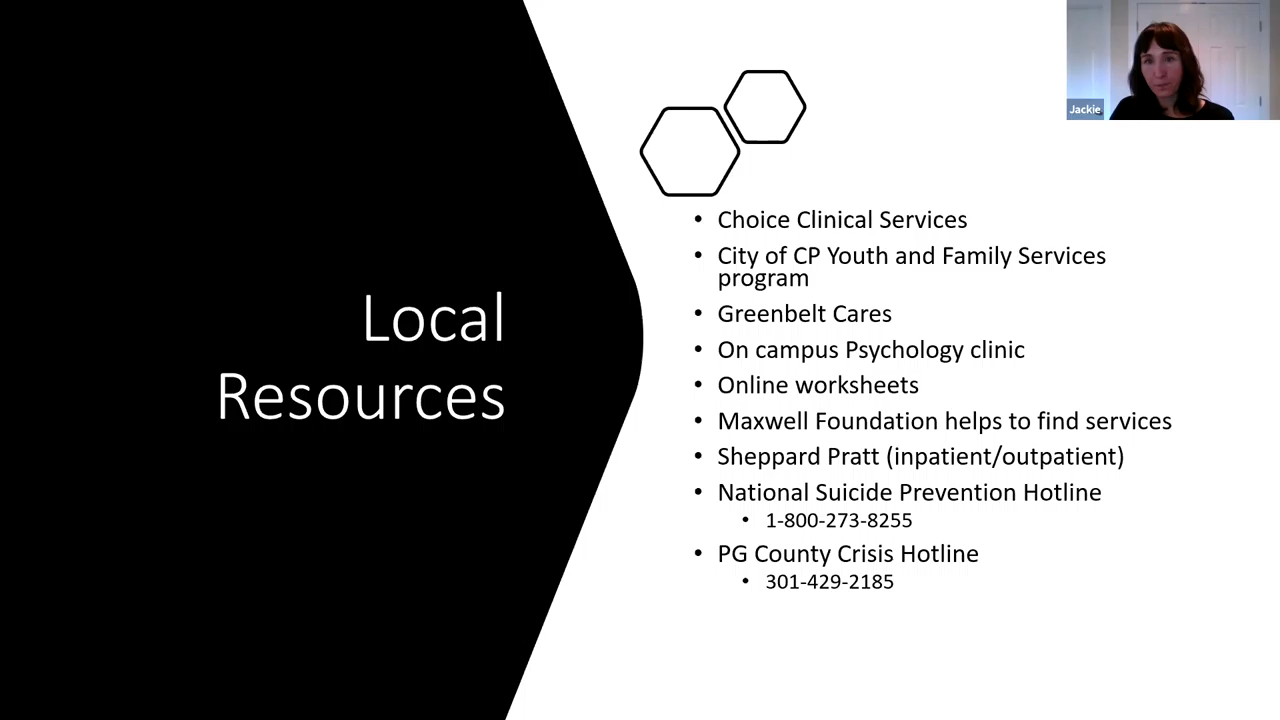 Jackie
Local
Resources
• Choice Clinical Services
• City of CP Youth and Family Services
program
• Greenbelt Cares
• On campus Psychology clinic
• Online worksheets
• Maxwell Foundation helps to find services
• Sheppard Pratt (inpatient/outpatient)
• National Suicide Prevention Hotline
• 1-800-273-8255
• PG County Crisis Hotline
• 301-429-2185